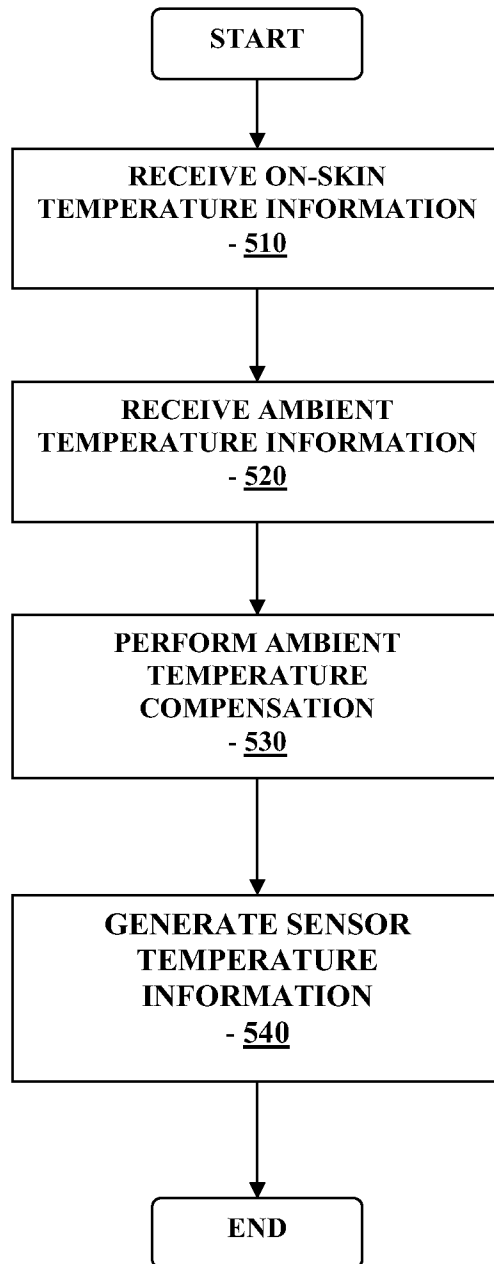 START
RECEIVE ON-SKIN
TEMPERATURE INFORMATION
- 510
RECEIVE AMBIENT
TEMPERATURE INFORMATION
- 520
PERFORM AMBIENT
TEMPERATURE
COMPENSATION
- 530
GENERATE SENSOR
TEMPERATURE
INFORMATION
- 540
END